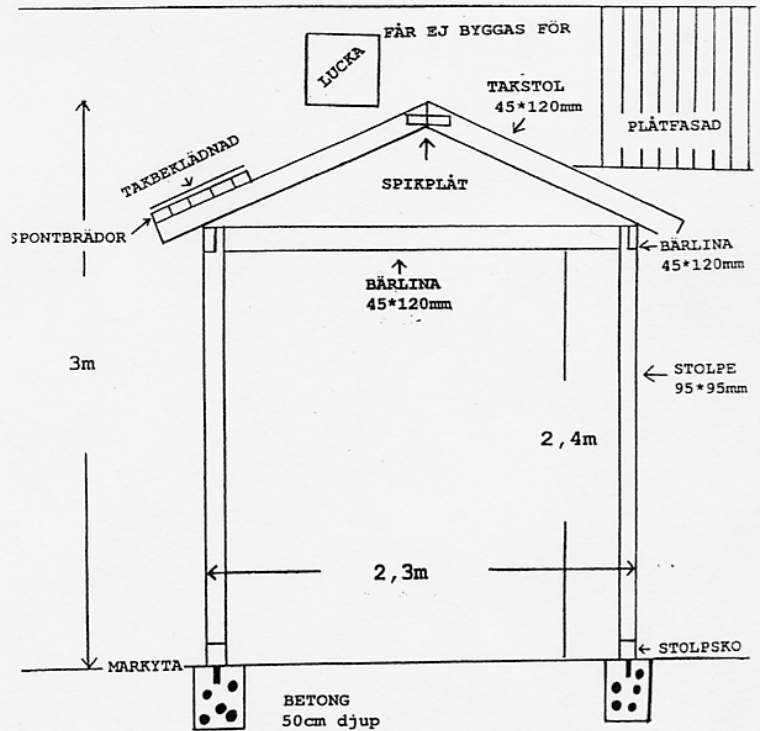 FÅR EJ BYGGAS FÖR
LUCKA
TAKSTOL
45*120mm
PLÅTFASAD
TAKBEKLÄDNAD
SPIKPLÅT
SPONTBRÄDOR
BÄRLINA
45*120mm
BÄRLINA
45*120mm
3m
STOLPE
95*95mm
2,4m
2,3m
MARKYTA
STOLPSKO
BETONG
50cm djup